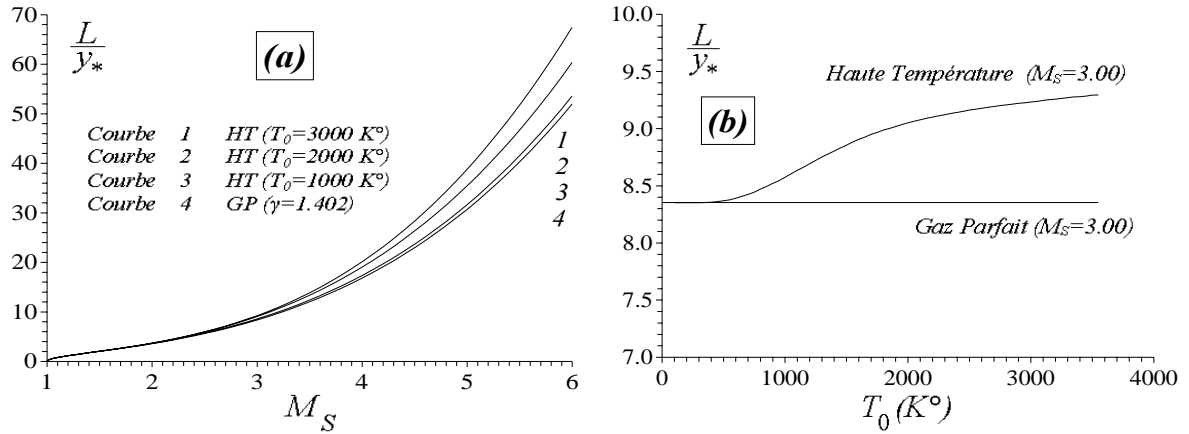 70
60
50
40
30
20
10
0
L
y*
(a)
Courbe 1 HT (T0=3000 K°)
Courbe 2 HT (T0=2000 K°)
Courbe 3 HT (T0=1000 K°)
Courbe 4 GP (γ=1.402)
1
2
3
4
1 2 3 4 5 6
MS
10.0
9.5
9.0
8.5
8.0
7.5
7.0
L
y*
(b)
Haute Température (MS=3.00)
Gaz Parfait (MS=3.00)
0 1000 2000 3000 4000
T0 (K°)